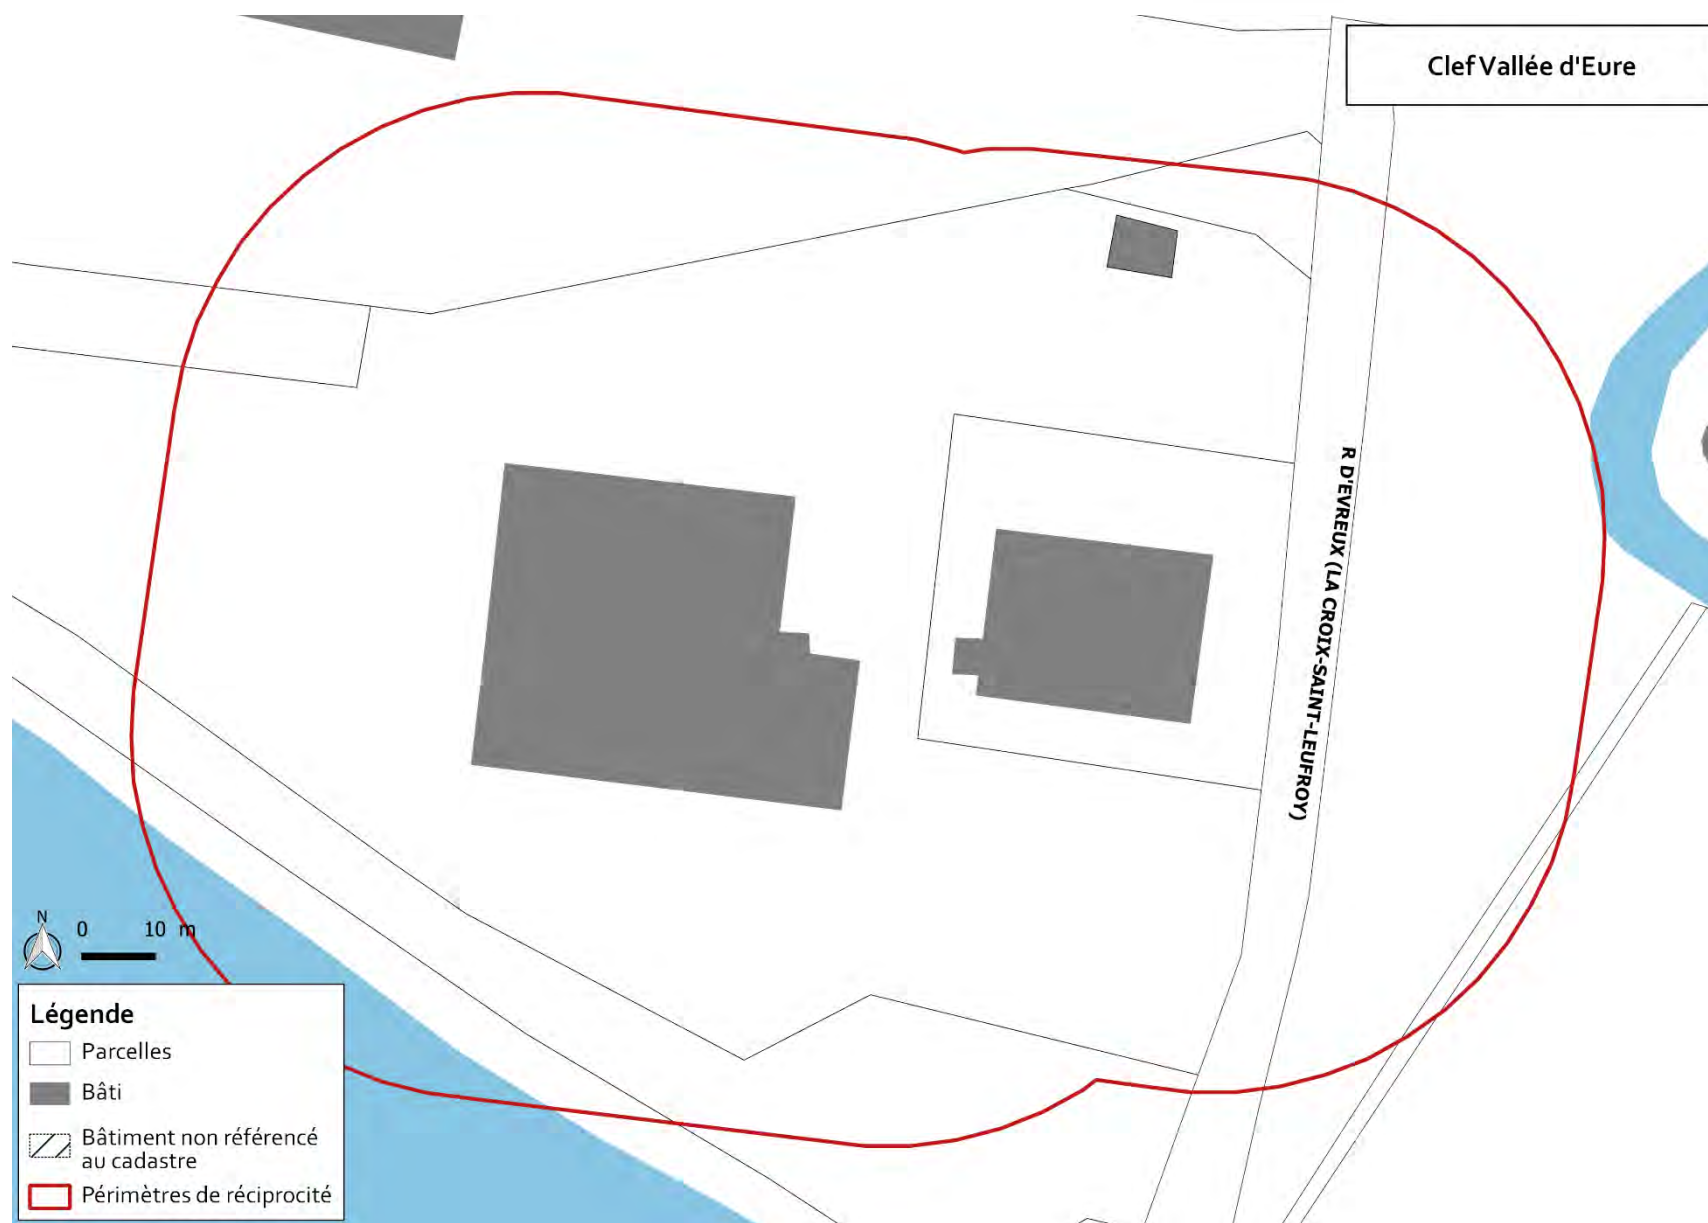 Clef Vallée d'Eure
R D'EVREUX (LA CROIX-SAINT-LEUFROY)
N
0 10 m
Légende
Parcelles
Bâti
Bâtiment non référencé
au cadastre
Périmètres de réciprocité